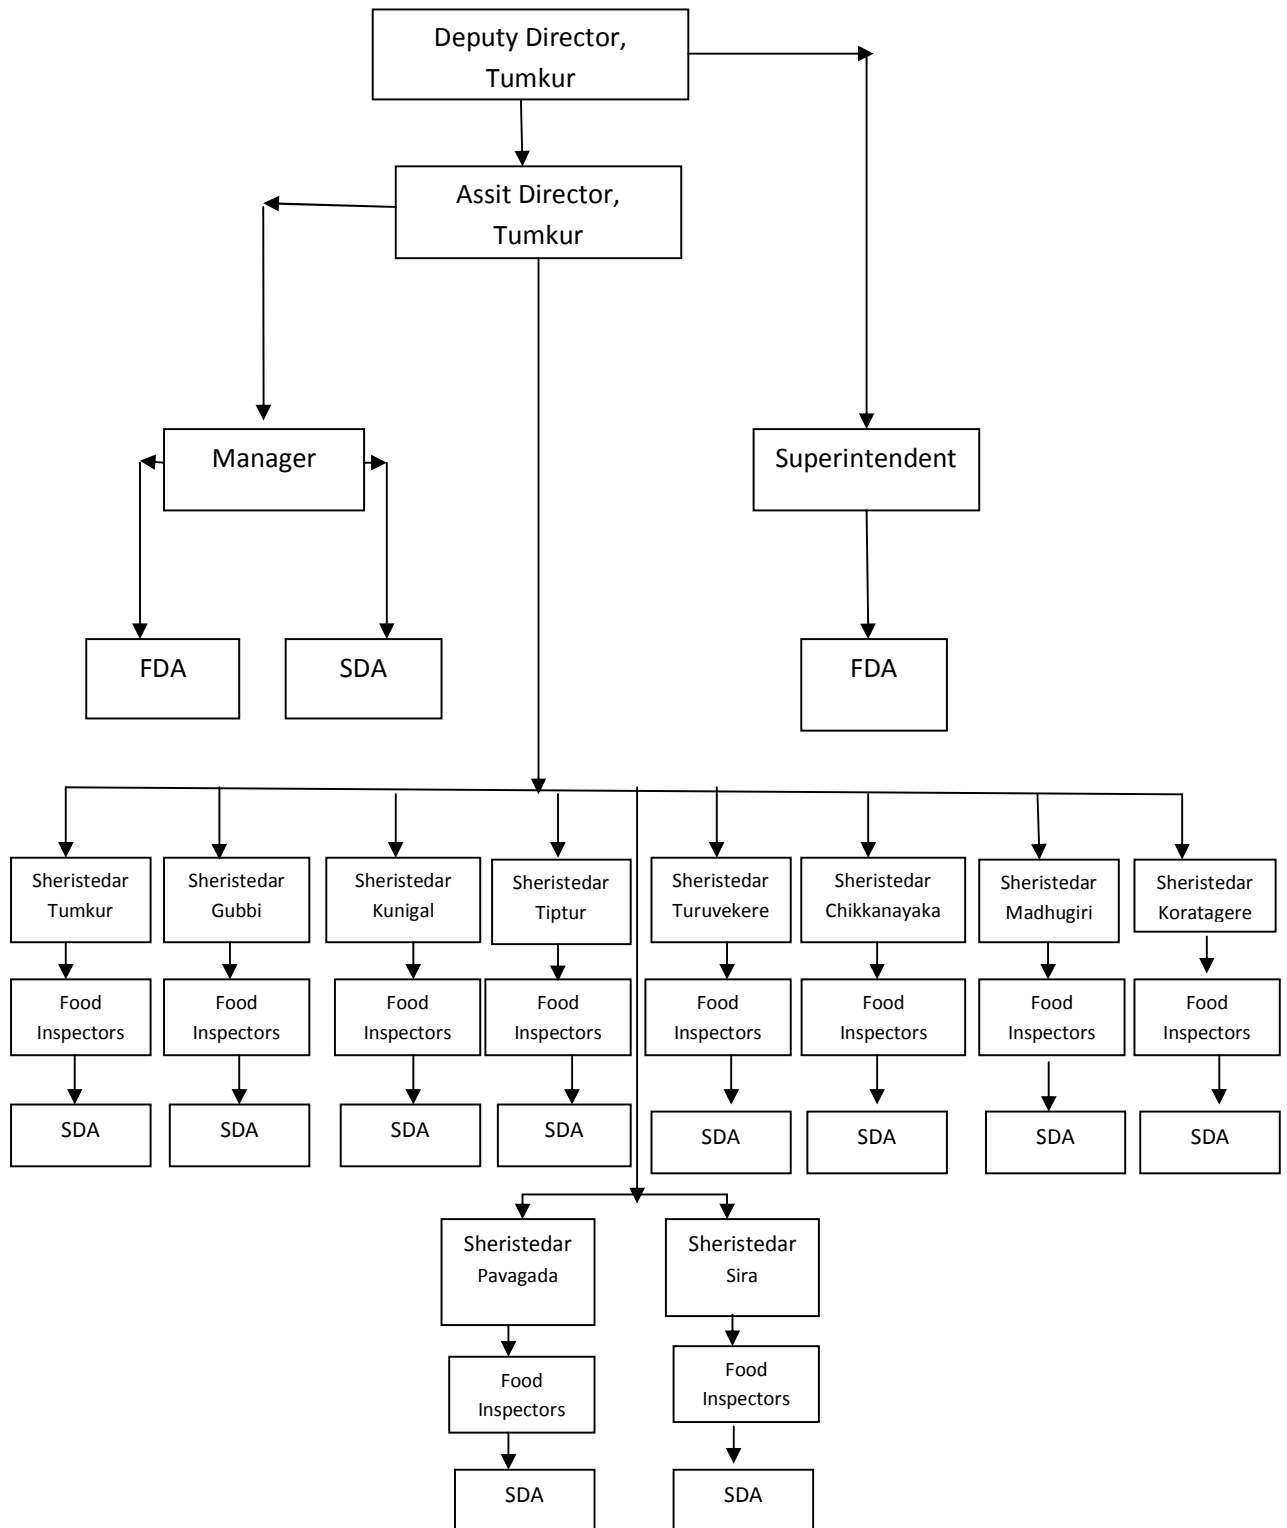 Deputy Director,
Tumkur
Assit Director,
Tumkur
Manager
Superintendent
FDA
SDA
FDA
Sheristedar
Tumkur
Sheristedar
Gubbi
Sheristedar
Kunigal
Sheristedar
Tiptur
Sheristedar
Turuvekere
Sheristedar
Chikkanayaka
Sheristedar
Madhugiri
Sheristedar
Koratagere
Food
Inspectors
Food
Inspectors
Food
Inspectors
Food
Inspectors
Food
Inspectors
Food
Inspectors
Food
Inspectors
Food
Inspectors
SDA
SDA
SDA
SDA
SDA
SDA
SDA
SDA
Sheristedar
Pavagada
Sheristedar
Sira
Food
Inspectors
Food
Inspectors
SDA
SDA